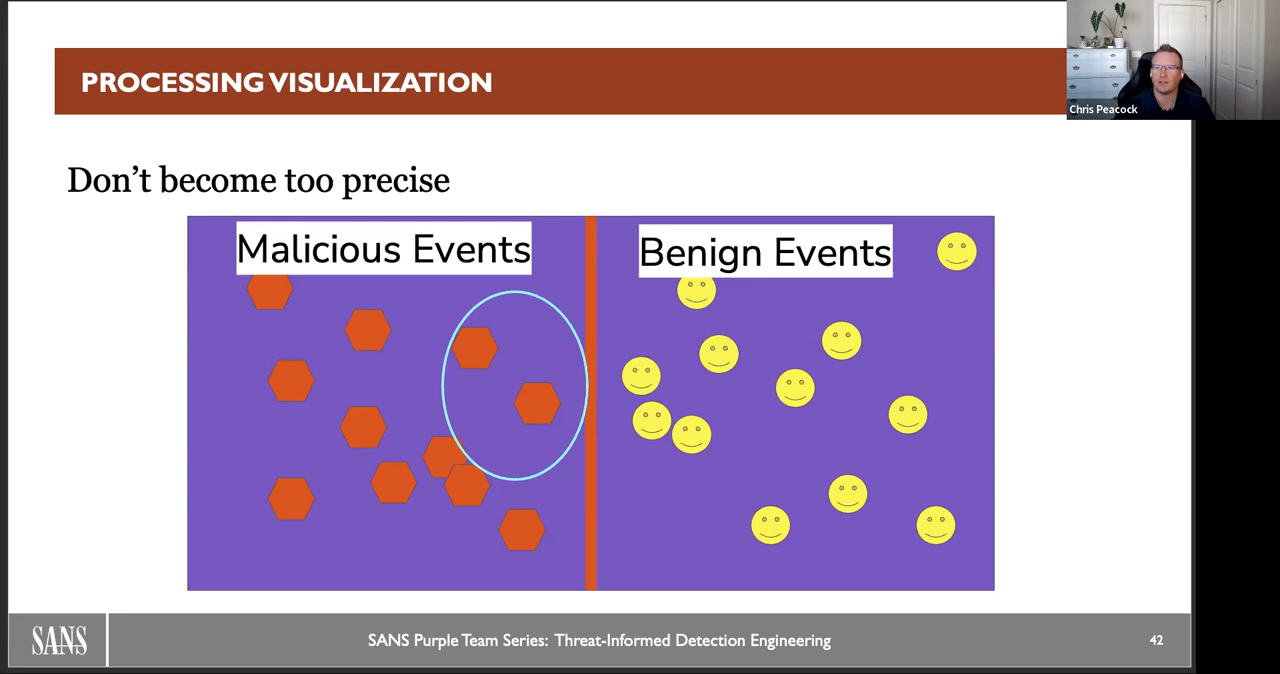 PROCESSING VISUALIZATION
Chris Peacock
Don’t become too precise
Malicious Events
Benign Events
SANS
SANS Purple Team Series: Threat-Informed Detection Engineering
42